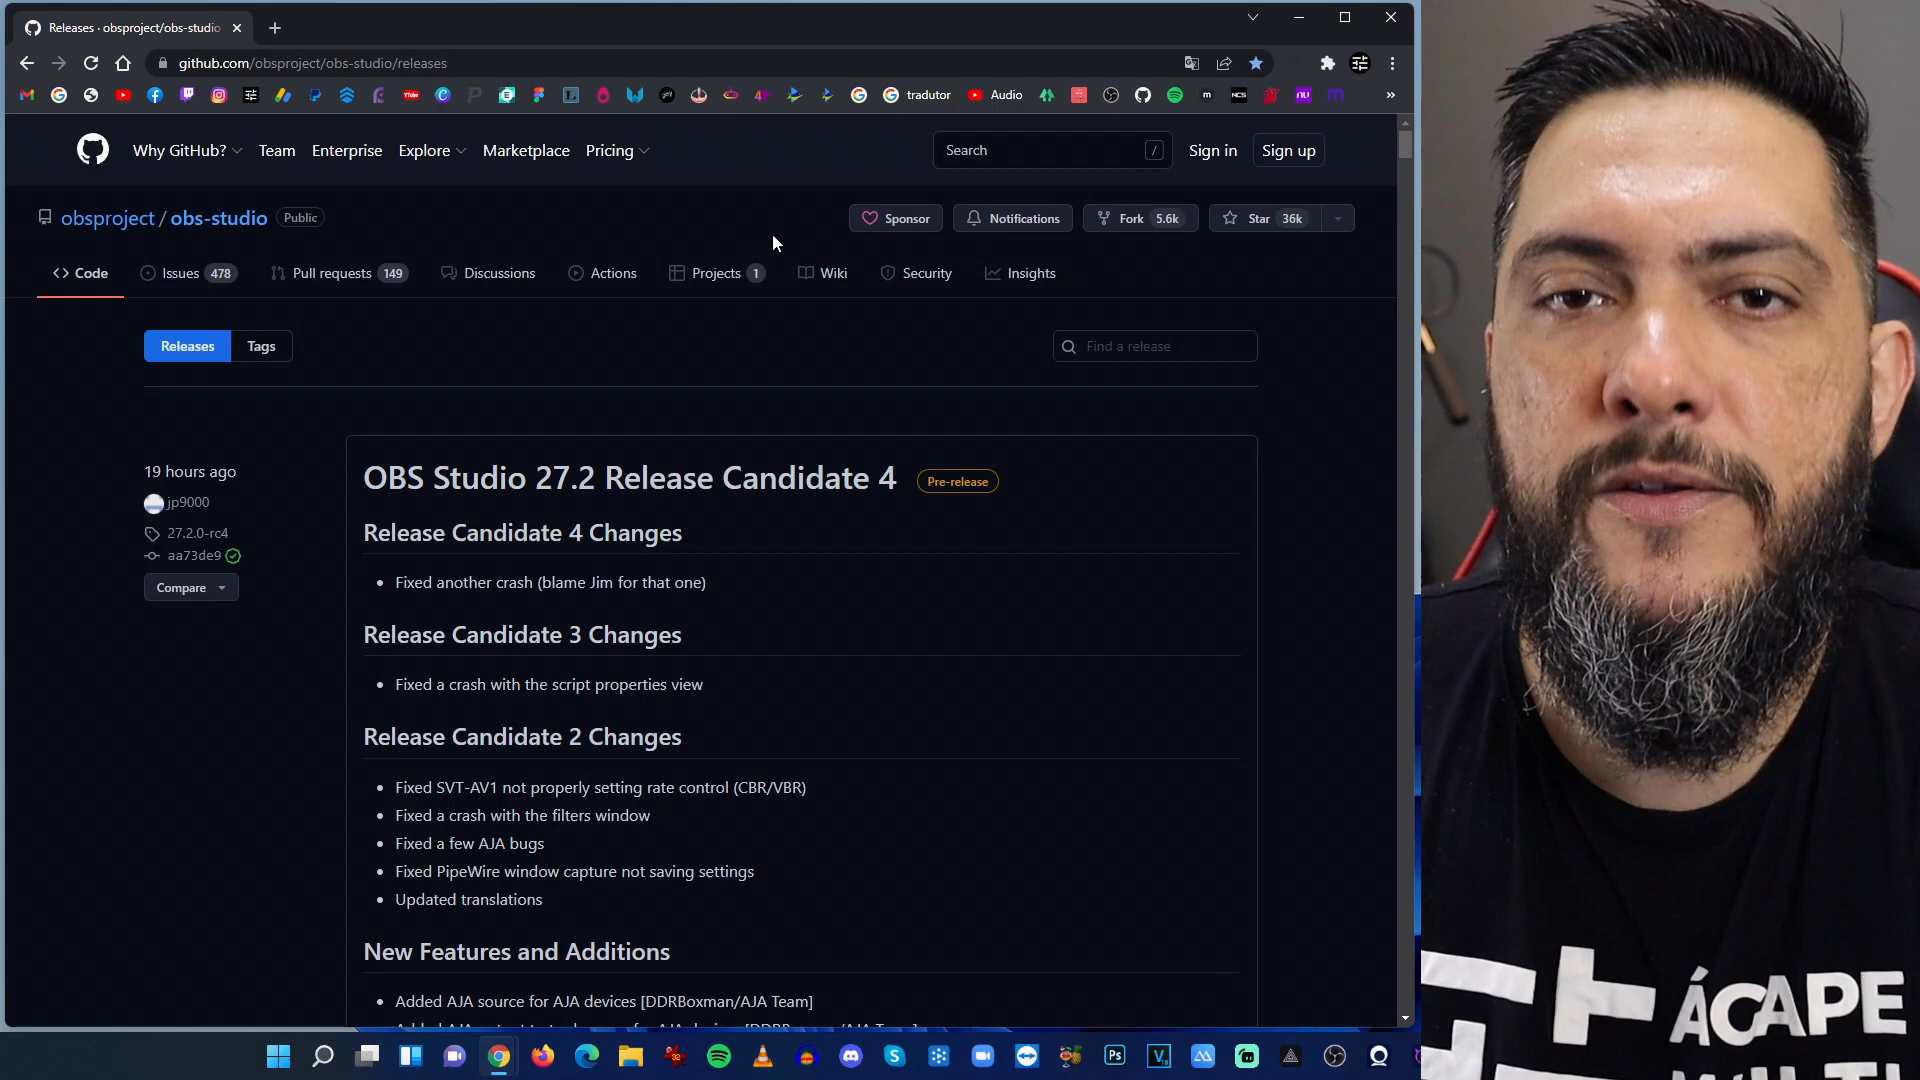 Releases · obsproject/obs-studio
github.com/obsproject/obs-studio/releases
tradutor
Audio
Why GitHub?
Team
Enterprise
Explore
Marketplace
Pricing
Search
/
Sign in
Sign up
obsproject / obs-studio
Public
Sponsor
Notifications
Fork 5.6k
Star 36k
Code
Issues 478
Pull requests 149
Discussions
Actions
Projects 1
Wiki
Security
Insights
Releases
Tags
Find a release
19 hours ago
jp9000
27.2.0-rc4
aa73de9
Compare
OBS Studio 27.2 Release Candidate 4
Pre-release
Release Candidate 4 Changes
Fixed another crash (blame Jim for that one)
Release Candidate 3 Changes
Fixed a crash with the script properties view
Release Candidate 2 Changes
Fixed SVT-AV1 not properly setting rate control (CBR/VBR)
Fixed a crash with the filters window
Fixed a few AJA bugs
Fixed PipeWire window capture not saving settings
Updated translations
New Features and Additions
Added AJA source for AJA devices [DDRBoxman/AJA Team]
Ps
ÁCAPE
MULTI